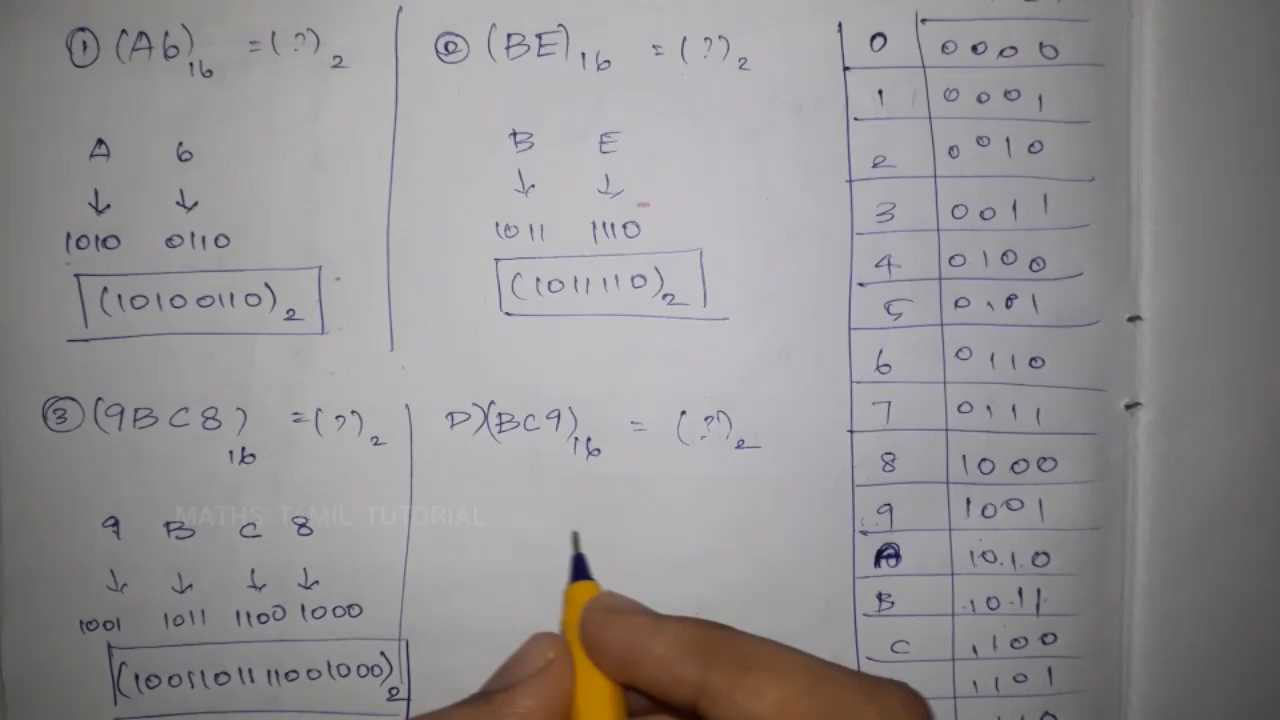 ① (A6)16 = (?)2
A 6
↓ ↓
1010 0110
(10100110)2
② (BE)16 = (?)2
B E
↓ ↓
1011 1110
(1011110)2
③ (9BC8)16 = (?)2
9 B C 8
↓ ↓ ↓ ↓
1001 1011 1100 1000
(1001101111001000)2
D)(BC9)16 = (?)2
MATHS TAMIL TUTORIAL
0 0000
1 0001
2 0010
3 0011
4 0100
5 0101
6 0110
7 0111
8 1000
9 1001
A 1010
B 1011
C 1100
1101